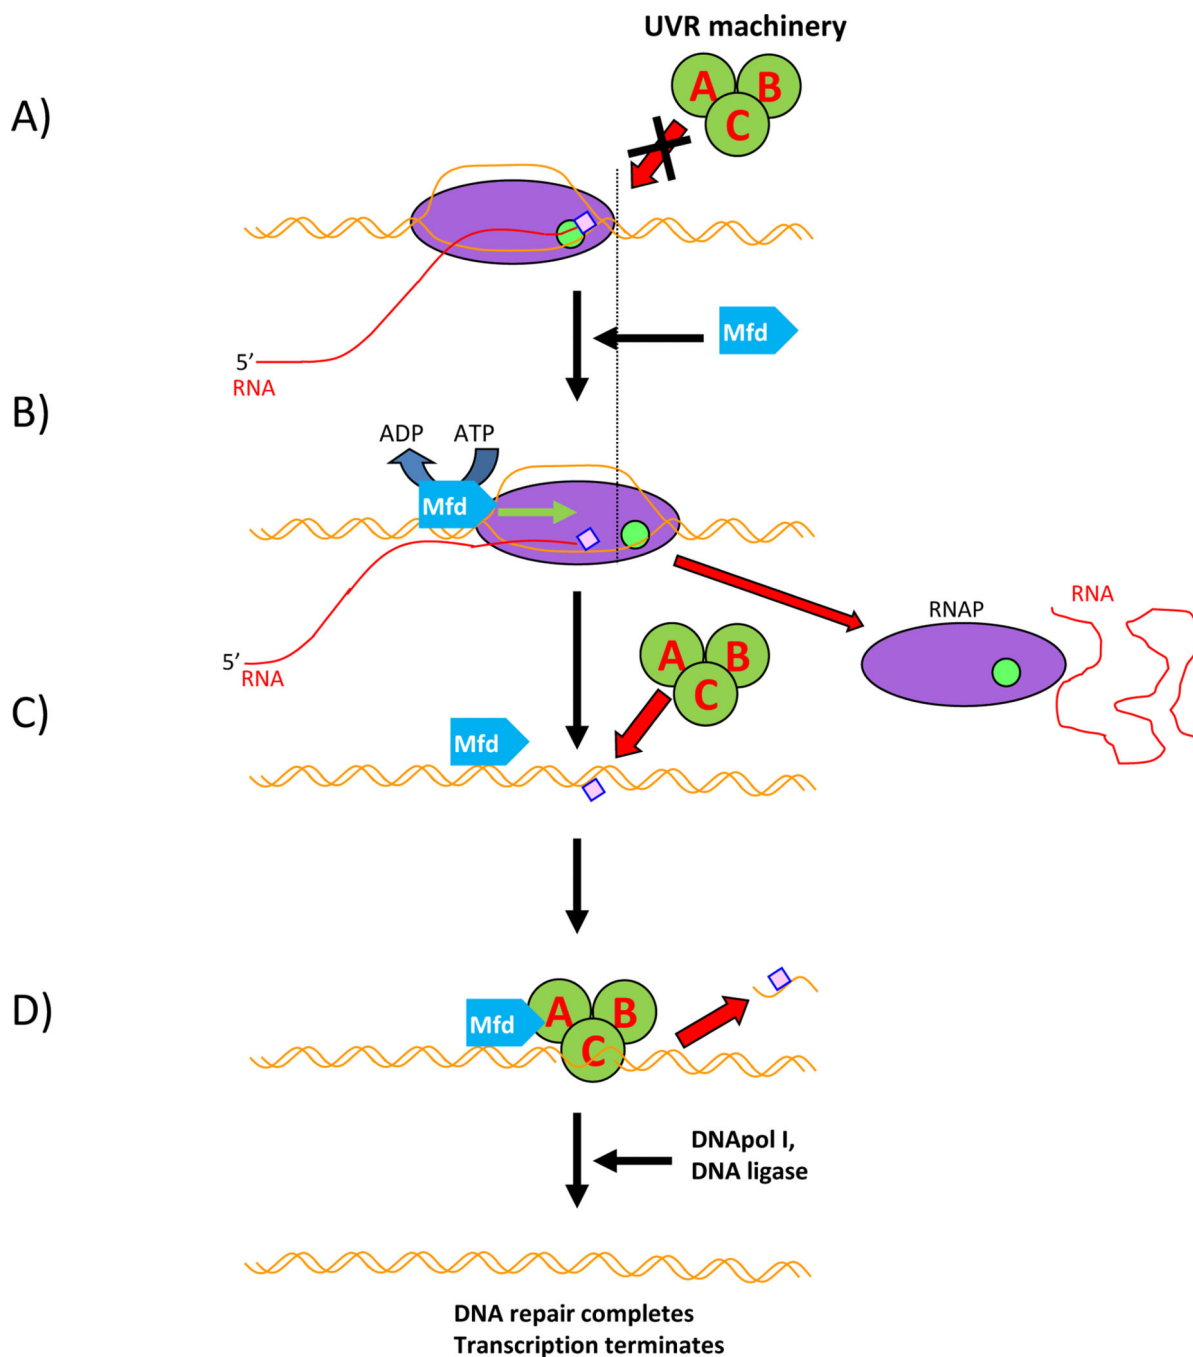 UVR machinery
A)
A
B
C
Mfd
5’
RNA
B)
ADP
ATP
Mfd
RNAP
RNA
5’
RNA
C)
A
B
C
Mfd
D)
Mfd
A
B
C
DNApol I,
DNA ligase
DNA repair completes
Transcription terminates